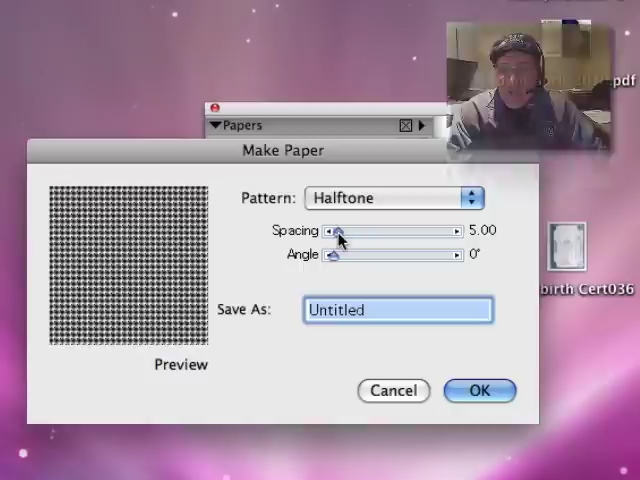 .pdf
Papers
Make Paper
Pattern: Halftone
Spacing 5.00
Angle 0°
birth Cert036
Save As: Untitled
Preview
Cancel OK